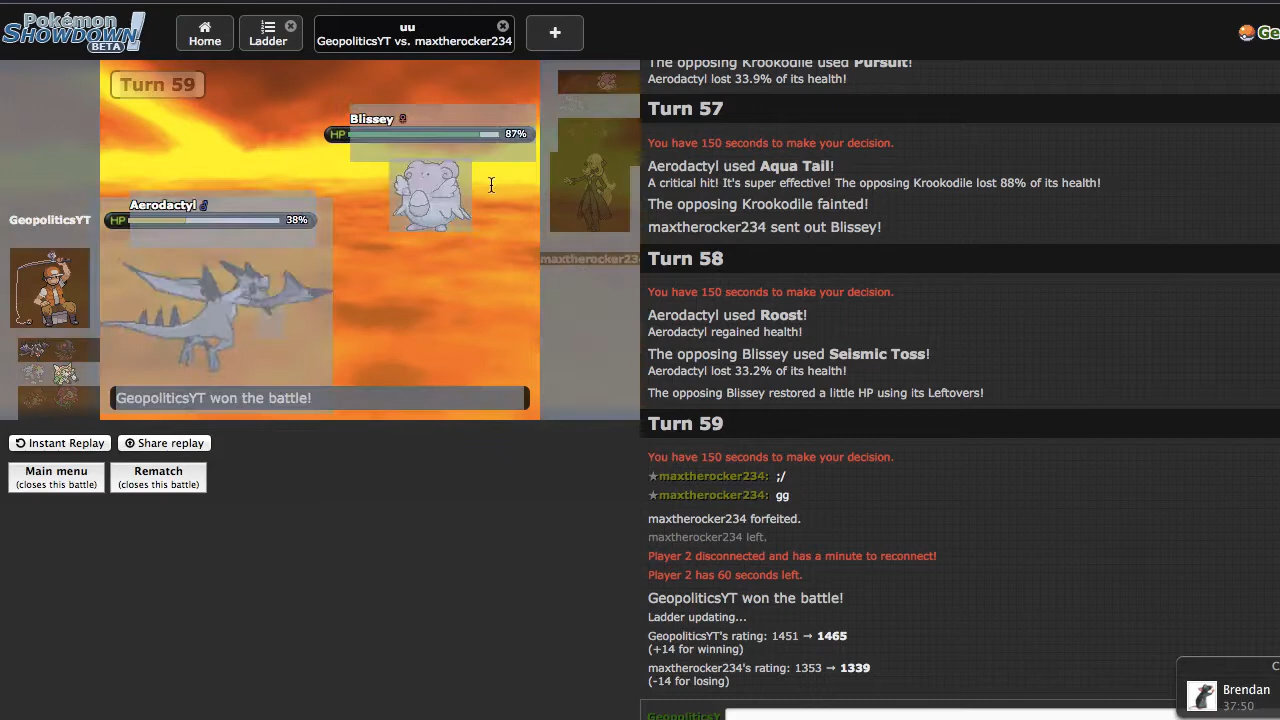 Pokémon
SHOWDOWN!
BETA
Home
Ladder
uu
GeopoliticsYT vs. maxtherocker234
+
Ge
Turn 59
Blissey
HP
87%
GeopoliticsYT
Aerodactyl
HP
38%
maxtherocker23
GeopoliticsYT won the battle!
Instant Replay
Share replay
Main menu
(closes this battle)
Rematch
(closes this battle)
The opposing Krookodile used Pursuit!
Aerodactyl lost 33.9% of its health!
Turn 57
You have 150 seconds to make your decision.
Aerodactyl used Aqua Tail!
A critical hit! It's super effective! The opposing Krookodile lost 88% of its health!
The opposing Krookodile fainted!
maxtherocker234 sent out Blissey!
Turn 58
You have 150 seconds to make your decision.
Aerodactyl used Roost!
Aerodactyl regained health!
The opposing Blissey used Seismic Toss!
Aerodactyl lost 33.2% of its health!
The opposing Blissey restored a little HP using its Leftovers!
Turn 59
You have 150 seconds to make your decision.
★maxtherocker234: ;/
★maxtherocker234: gg
maxtherocker234 forfeited.
maxtherocker234 left.
Player 2 disconnected and has a minute to reconnect!
Player 2 has 60 seconds left.
GeopoliticsYT won the battle!
Ladder updating...
GeopoliticsYT's rating: 1451 → 1465
(+14 for winning)
maxtherocker234's rating: 1353 → 1339
(-14 for losing)
GeopoliticsY
C
Brendan
37:50